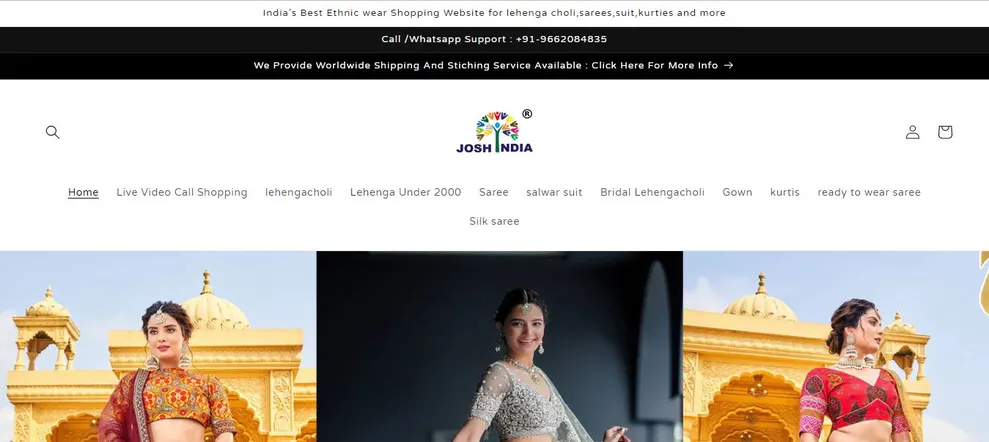 India's Best Ethnic wear Shopping Website for lehenga choli,sarees,suit,kurties and more
Call /Whatsapp Support : +91-9662084835
We Provide Worldwide Shipping And Stiching Service Available : Click Here For More Info →
®
JOSH INDIA
Home Live Video Call Shopping lehengacholi Lehenga Under 2000 Saree salwar suit Bridal Lehengacholi Gown kurtis ready to wear saree
Silk saree